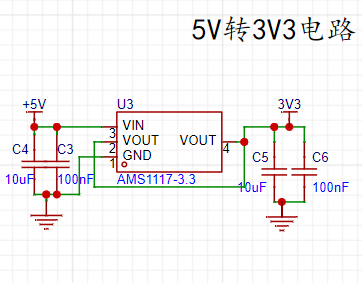 5V转3V3电路
+5V
U3
3V3
VIN
VOUT
GND
3
2
1
VOUT
4
C4
C3
C5
C6
10uF
100nF
AMS1117-3.3
10uF
100nF